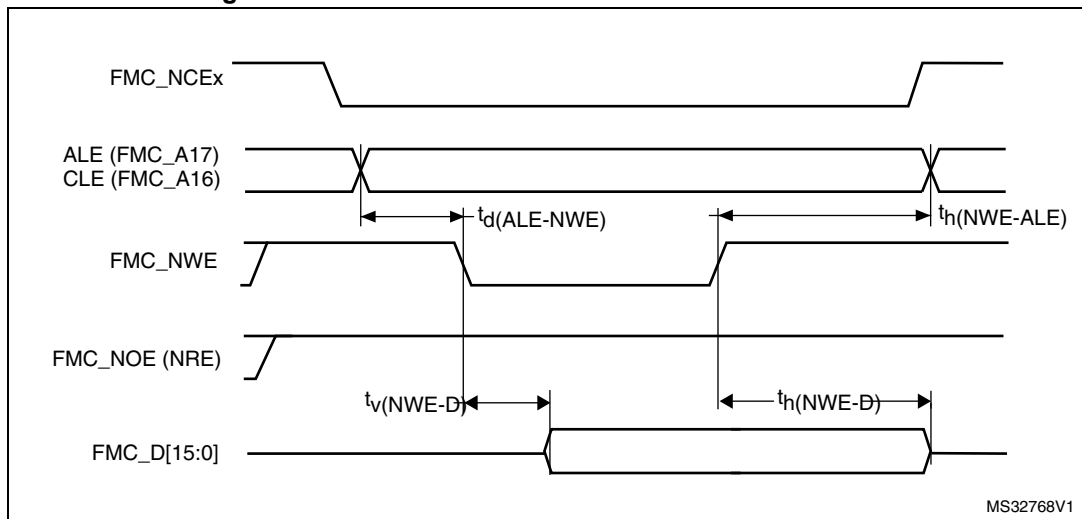 FMC_NCEx
ALE (FMC_A17)
CLE (FMC_A16)
td(ALE-NWE)
th(NWE-ALE)
FMC_NWE
FMC_NOE (NRE)
tv(NWE-D)
th(NWE-D)
FMC_D[15:0]
MS32768V1